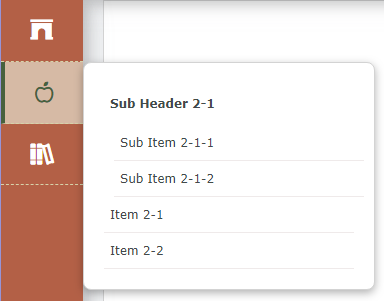 Sub Header 2-1
Sub Item 2-1-1
Sub Item 2-1-2
Item 2-1
Item 2-2